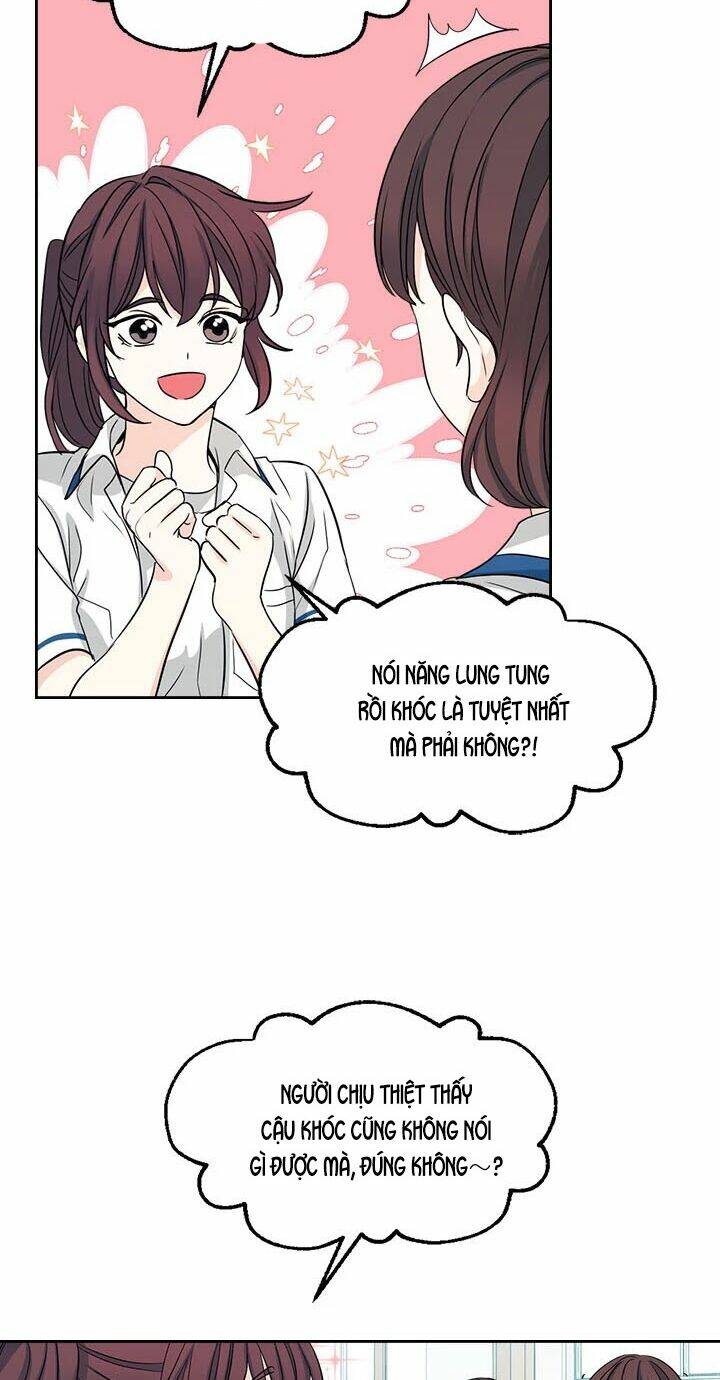 NÓI NĂNG LUNG TUNG
RỒI KHÓC LÀ TUYỆT NHẤT
MÀ PHẢI KHÔNG?!
NGƯỜI CHỊU THIỆT THẤY
CẬU KHÓC CŨNG KHÔNG NÓI
GÌ ĐƯỢC MÀ, ĐÚNG KHÔNG~?